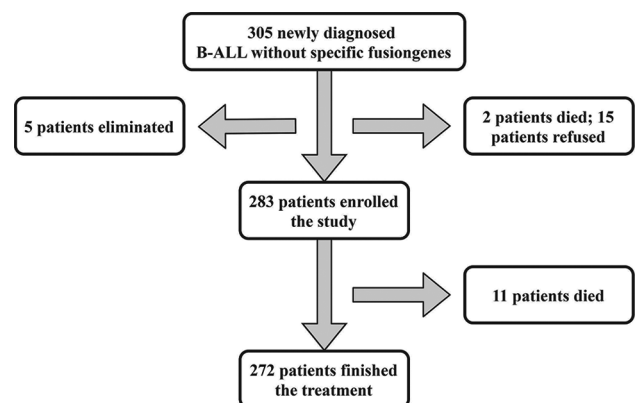 305 newly diagnosed
B-ALL without specific fusiongenes
5 patients eliminated
2 patients died; 15
patients refused
283 patients enrolled
the study
11 patients died
272 patients finished
the treatment